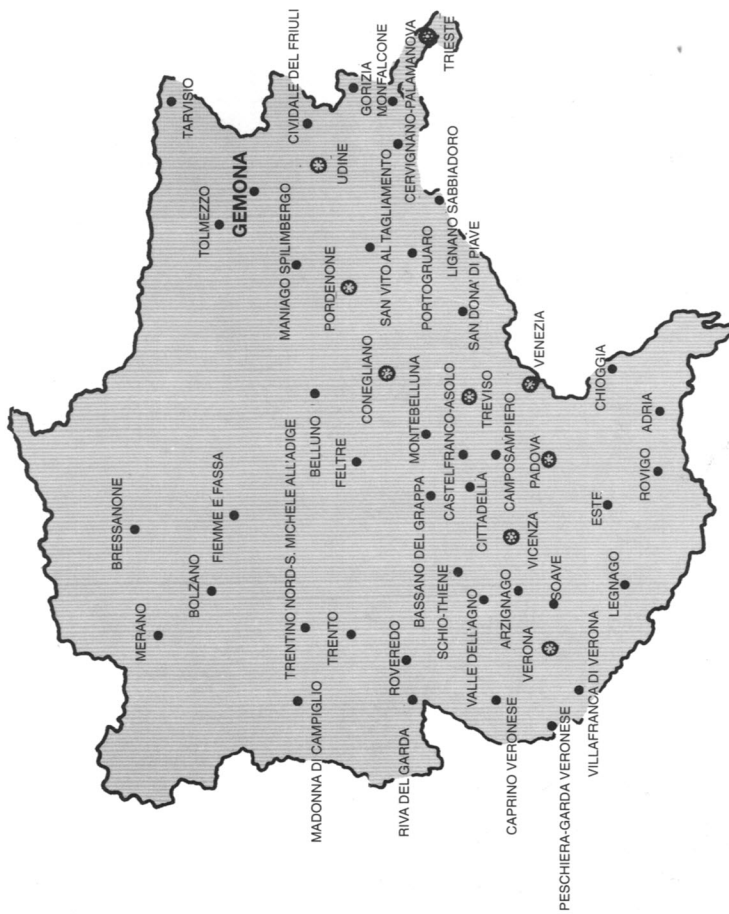 TARVISIO
TOLMEZZO
GEMONA
CIVIDALE DEL FRIULI
UDINE
GORIZIA
MONFALCONE
CERVIGNANO-PALAMANOVA
TRIESTE
MANIAGO SPILIMBERGO
PORDENONE
SAN VITO AL TAGLIAMENTO
PORTOGRUARO
LIGNANO SABBIADORO
SAN DONA' DI PIAVE
BRESSANONE
MERANO
BOLZANO
FIEMME E FASSA
TRENTINO NORD-S. MICHELE ALL'ADIGE
BELLUNO
FELTRE
CONEGLIANO
MONTEBELLUNA
CASTELFRANCO-ASOLO
TREVISO
VENEZIA
MADONNA DI CAMPIGLIO
TRENTO
ROVEREDO
RIVA DEL GARDA
BASSANO DEL GRAPPA
SCHIO-THIENE
CITTADELLA
CAMPOSAMPIERO
PADOVA
VALLE DELL'AGNO
ARZIGNAGO
VICENZA
CAPRINO VERONESE
VERONA
SOAVE
ESTE
CHIOGGIA
PESCHIERA-GARDA VERONESE
VILLAFRANCA DI VERONA
LEGNAGO
ROVIGO
ADRIA